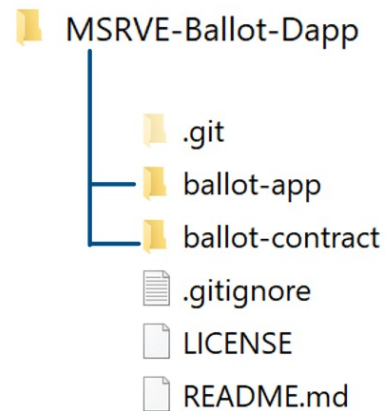 MSRVE-Ballot-Dapp
.git
ballot-app
ballot-contract
.gitignore
LICENSE
README.md